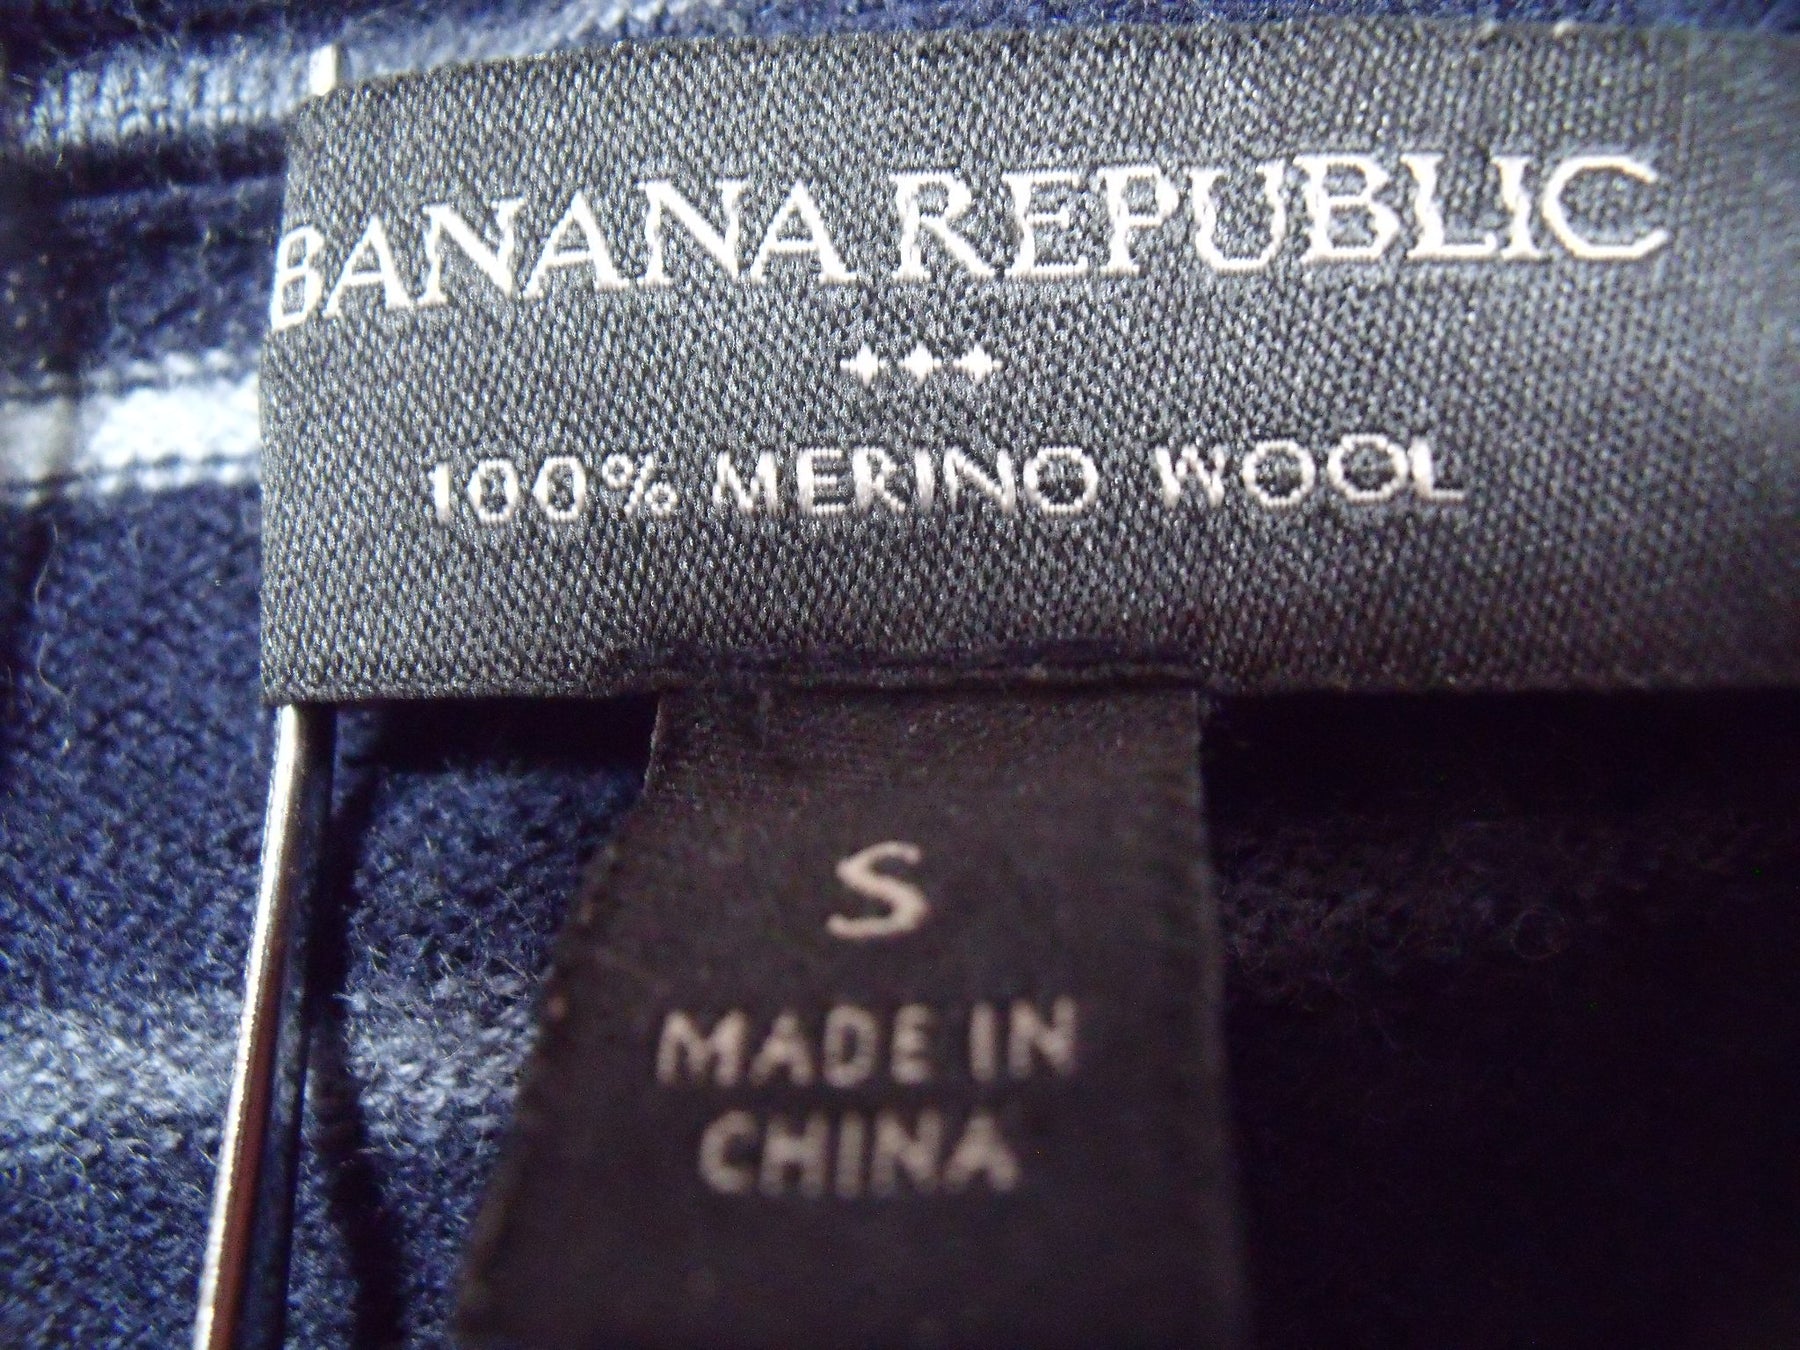 BANANA REPUBLIC
100% MERINO WOOL
S
MADE IN
CHINA